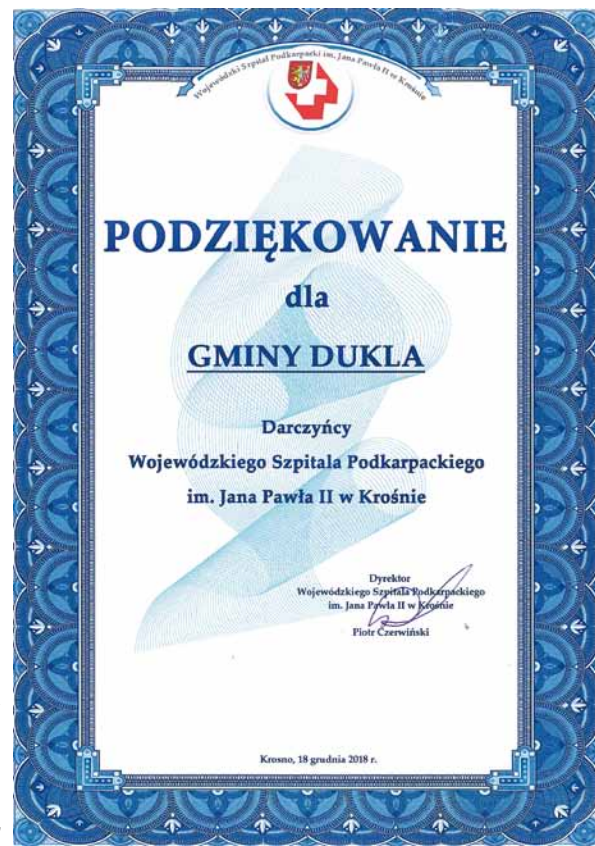 Wojewódzki Szpital Podkarpacki im. Jana Pawła II w Krośnie
PODZIĘKOWANIE
dla
GMINY DUKLA
Darczyńcy
Wojewódzkiego Szpitala Podkarpackiego
im. Jana Pawła II w Krośnie
Dyrektor
Wojewódzkiego Szpitala Podkarpackiego
im. Jana Pawła II w Krośnie
Piotr Czerwiński
Krosno, 18 grudnia 2018 r.